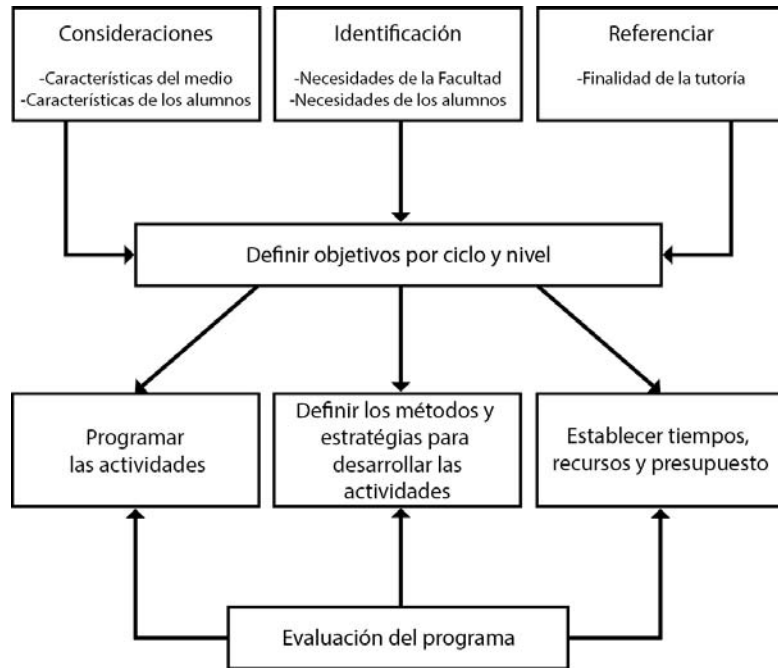 Consideraciones
-Características del medio
-Características de los alumnos
Identificación
-Necesidades de la Facultad
-Necesidades de los alumnos
Referenciar
-Finalidad de la tutoría
Definir objetivos por ciclo y nivel
Programar
las actividades
Definir los métodos y
estratégias para
desarrollar las
actividades
Establecer tiempos,
recursos y presupuesto
Evaluación del programa